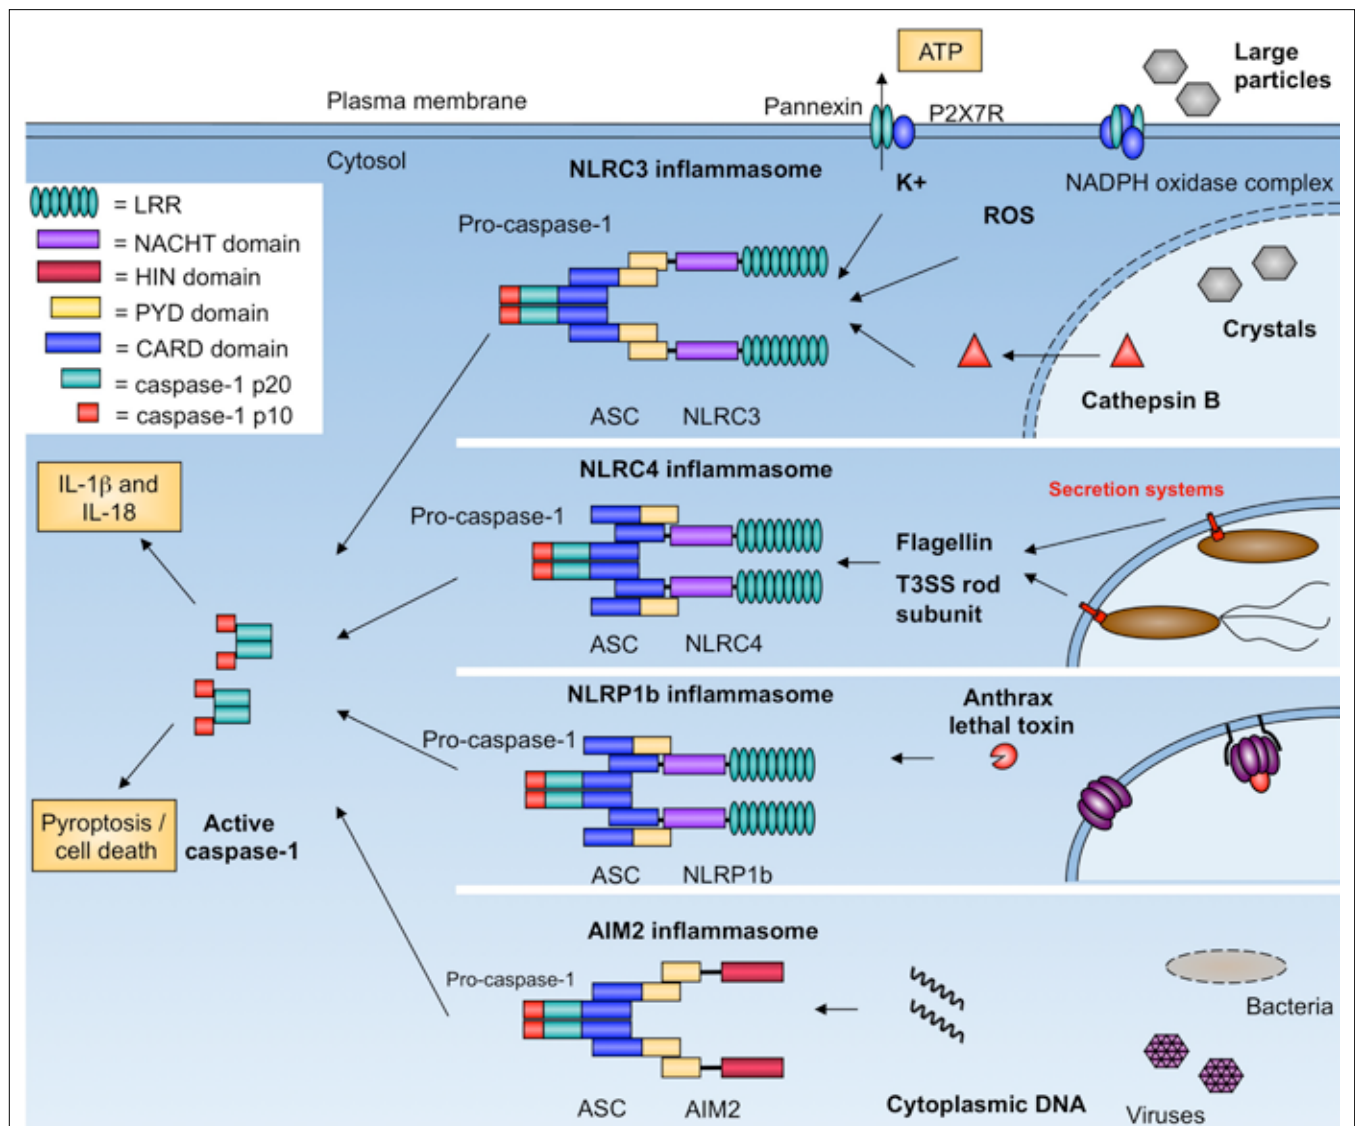 ATP
Large
particles
Plasma membrane
Pannexin
P2X7R
Cytosol
NLRC3 inflammasome
K+
NADPH oxidase complex
ROS
= LRR
= NACHT domain
= HIN domain
= PYD domain
= CARD domain
= caspase-1 p20
= caspase-1 p10
Pro-caspase-1
Crystals
Cathepsin B
ASC
NLRC3
NLRC4 inflammasome
IL-1β and
IL-18
Pro-caspase-1
Secretion systems
Flagellin
T3SS rod
subunit
ASC
NLRC4
NLRP1b inflammasome
Anthrax
lethal toxin
Pro-caspase-1
Pyroptosis /
cell death
Active
caspase-1
ASC
NLRP1b
AIM2 inflammasome
Pro-caspase-1
Bacteria
ASC
AIM2
Cytoplasmic DNA
Viruses